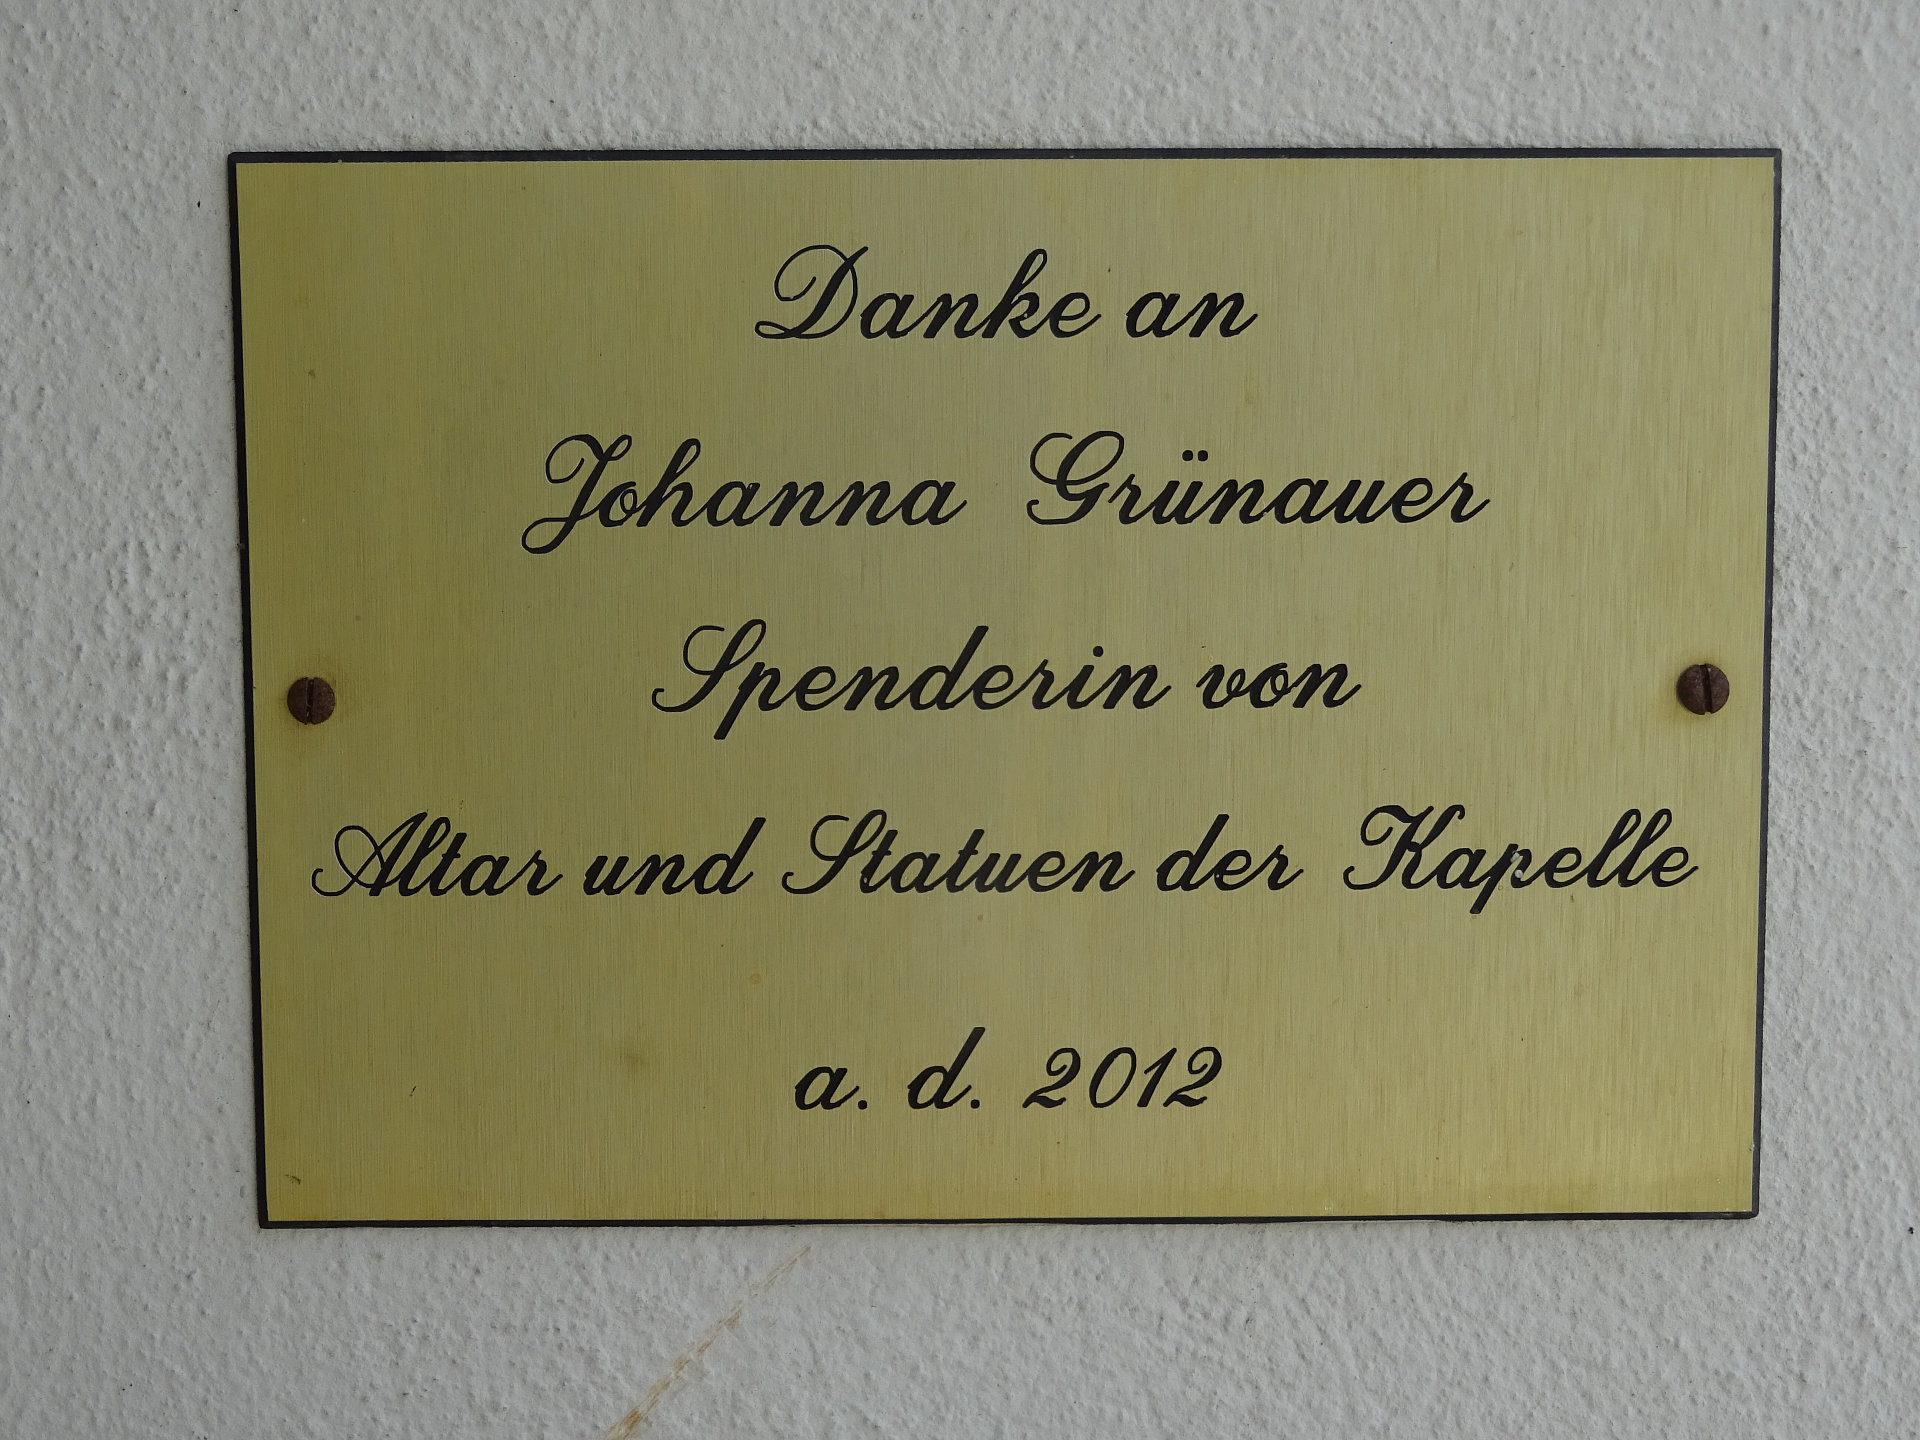 Danke an
Johanna Grünauer
Spenderin von
Altar und Statuen der Kapelle
a. d. 2012